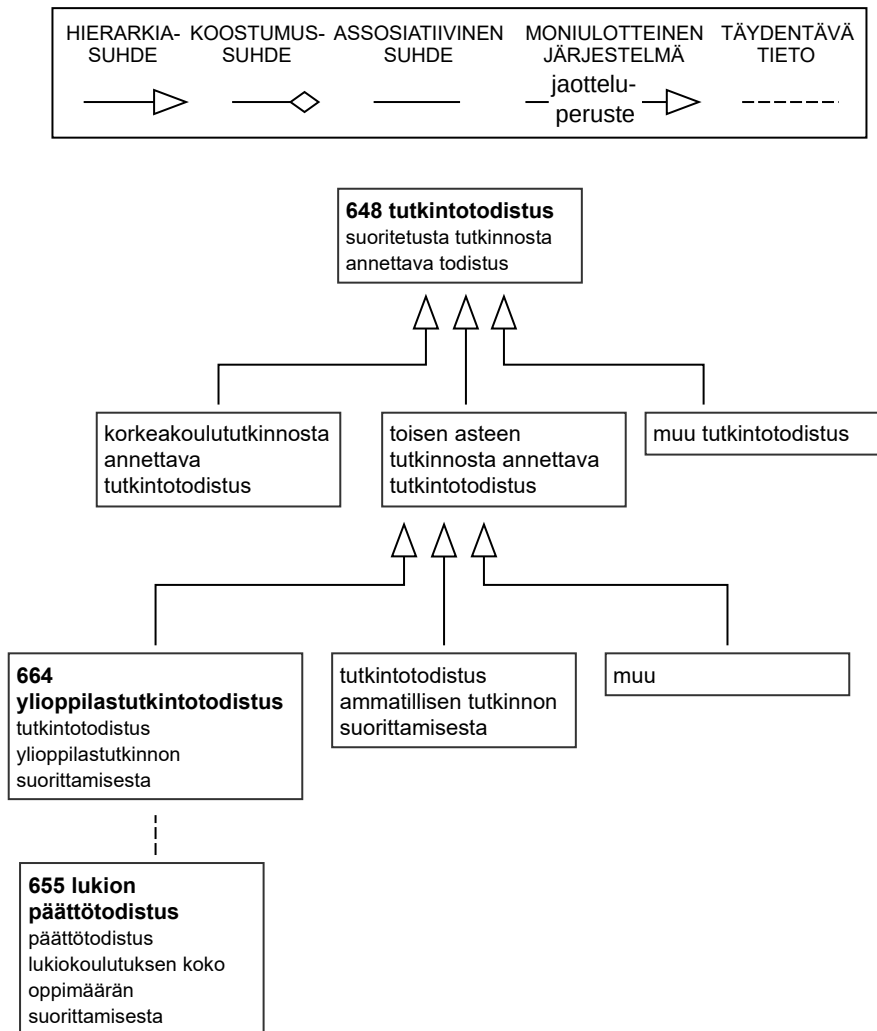 HIERARKIA-
SUHDE
KOOSTUMUS-
SUHDE
ASSOSIATIIVINEN
SUHDE
MONIULOTTEINEN
JÄRJESTELMÄ
jaottelu-
peruste
TÄYDENTÄVÄ
TIETO
648 tutkintotodistus
suoritetusta tutkinnosta
annettava todistus
korkeakoulututkinnosta
annettava
tutkintotodistus
toisen asteen
tutkinnosta annettava
tutkintotodistus
muu tutkintotodistus
664
ylioppilastutkintotodistus
tutkintotodistus
ylioppilastutkinnon
suorittamisesta
tutkintotodistus
ammatillisen tutkinnon
suorittamisesta
muu
655 lukion
päättötodistus
päättötodistus
lukiokoulutuksen koko
oppimäärän
suorittamisesta